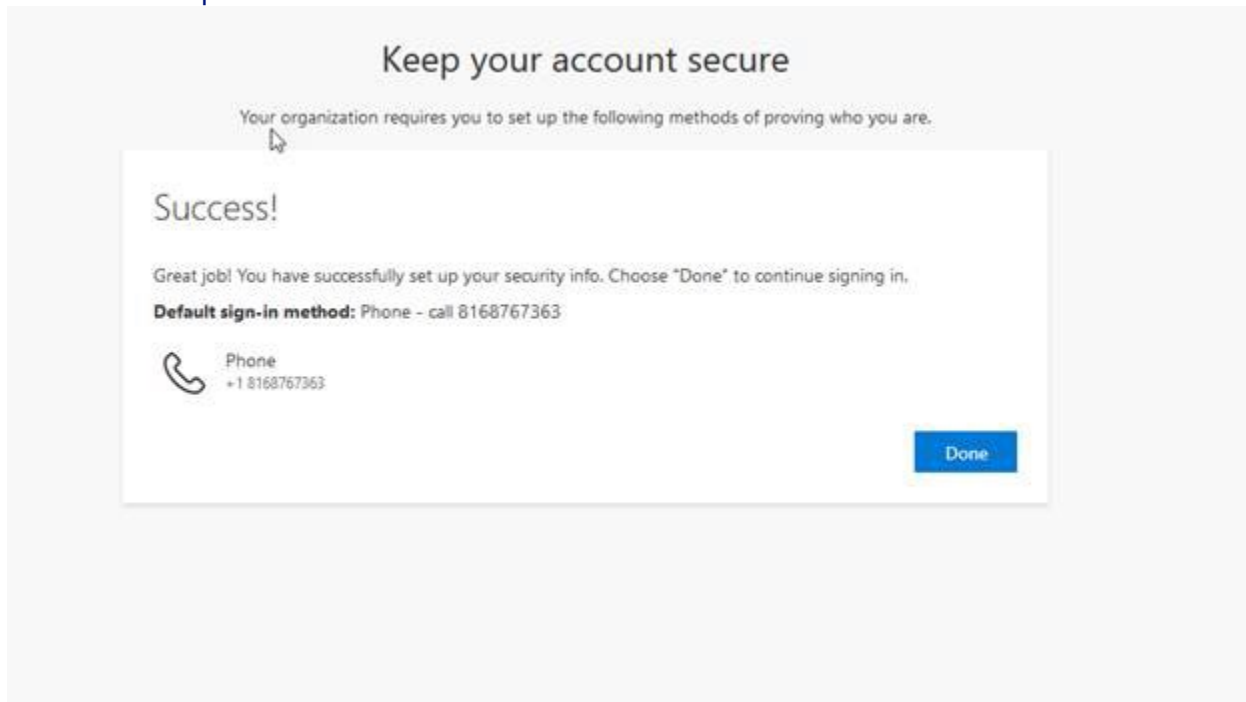 Keep your account secure
Your organization requires you to set up the following methods of proving who you are.
Success!
Great job! You have successfully set up your security info. Choose "Done" to continue signing in.
Default sign-in method: Phone - call 8168767363
Phone
+1 8168767363
Done